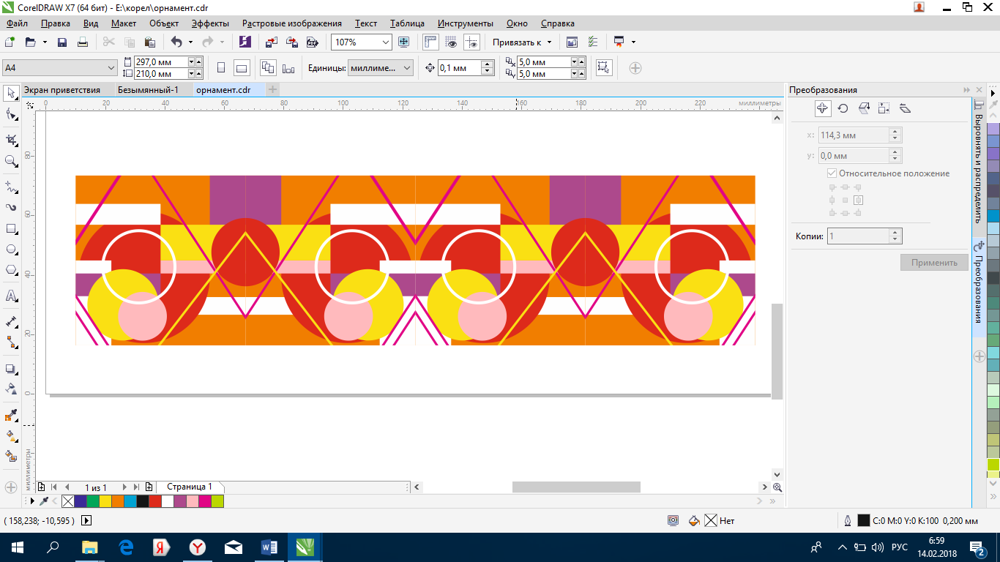 CorelDRAW X7 (64 бит) - E:\корел\орнамент.cdr
Файл Правка Вид Макет Объект Эффекты Растровые изображения Текст Таблица Инструменты Окно Справка
107% Привязать к
A4 297,0 мм 210,0 мм Единицы: миллиме... 0,1 мм 5,0 мм 5,0 мм
Экран приветствия Безымянный-1 орнамент.cdr
0 20 40 60 80 100 120 140 160 180 200 220 миллиметры
80
60
40
20
0
миллиметры
Преобразования
x: 114,3 мм
y: 0,0 мм
Относительное положение
Копии: 1
Применить
Выровнять и распределить
Преобразования
1 из 1 Страница 1
( 158,238; -10,595 ) Нет C:0 M:0 Y:0 K:100 0,200 мм
Я Y W РУС 6:59
14.02.2018 2